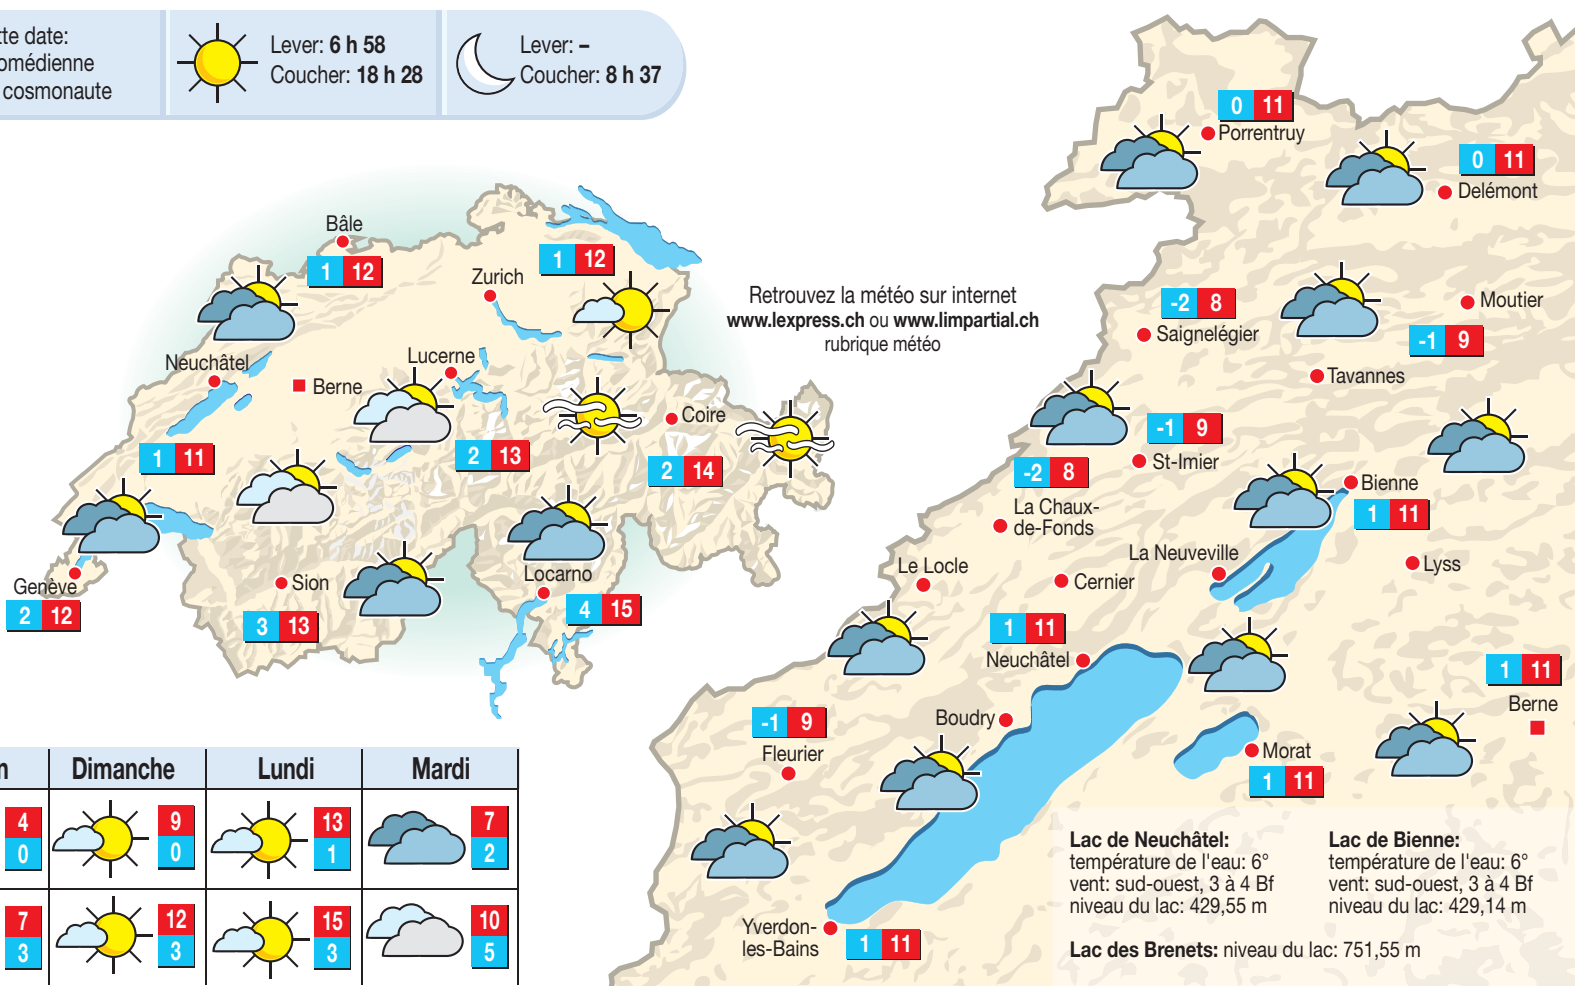 tte date:
omédienne
cosmonaute
Lever: 6 h 58
Coucher: 18 h 28
Lever: –
Coucher: 8 h 37
Bâle
1 12
Zurich
1 12
Neuchâtel
1 11
Berne
Lucerne
2 13
Coire
2 14
Genève
2 12
Sion
3 13
Locarno
4 15
Retrouvez la météo sur internet
www.lexpress.ch ou www.limpartial.ch
rubrique météo
n
Dimanche
Lundi
Mardi
4
0
9
0
13
1
7
2
7
3
12
3
15
3
10
5
0 11
Porrentruy
0 11
Delémont
-2 8
Saignelégier
Moutier
-1 9
Tavannes
-1 9
St-Imier
-2 8
La Chaux-
de-Fonds
Bienne
1 11
La Neuveville
Lyss
Le Locle
Cernier
1 11
Neuchâtel
1 11
Berne
-1 9
Fleurier
Boudry
Morat
1 11
Yverdon-
les-Bains
1 11
Lac de Neuchâtel:
température de l'eau: 6°
vent: sud-ouest, 3 à 4 Bf
niveau du lac: 429,55 m
Lac de Bienne:
température de l'eau: 6°
vent: sud-ouest, 3 à 4 Bf
niveau du lac: 429,14 m
Lac des Brenets: niveau du lac: 751,55 m